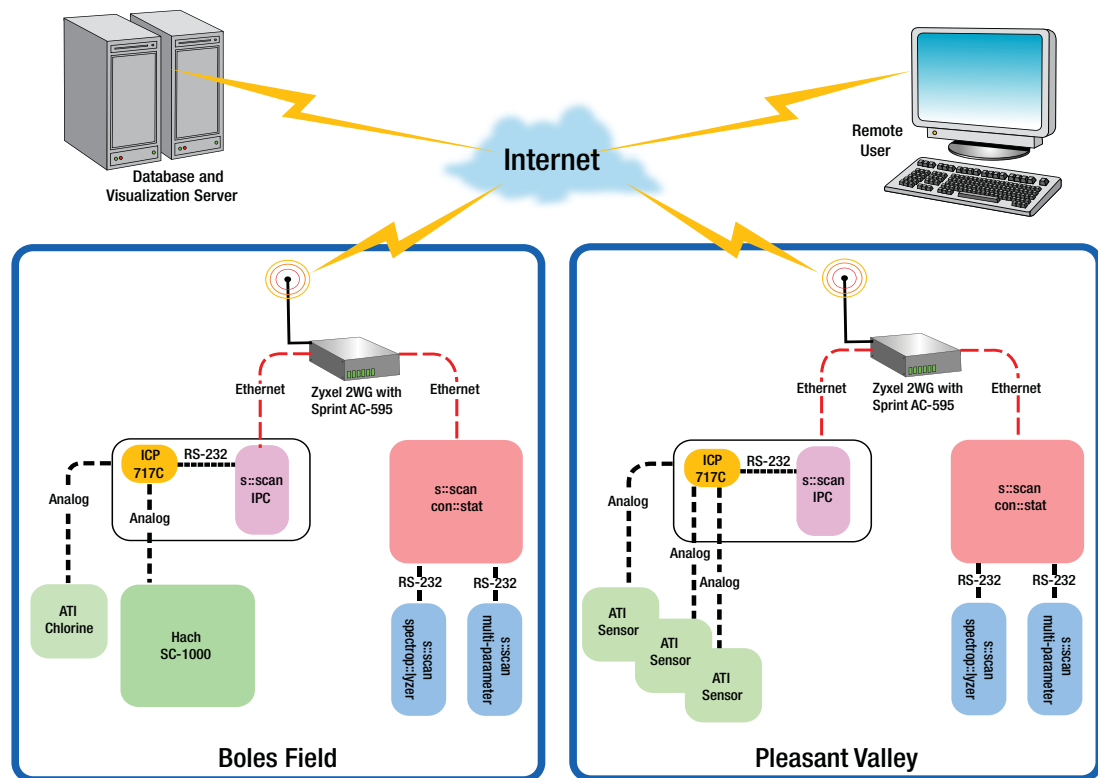 Internet
Database and
Visualization Server
Remote
User
Ethernet
Ethernet
Zyxel 2WG with
Sprint AC-595
ICP
717C
RS-232
s::scan
IPC
s::scan
con::stat
Analog
Analog
RS-232
RS-232
ATI
Chlorine
Hach
SC-1000
s::scan
spectrop::lyzer
s::scan
multi-parameter
Boles Field
Ethernet
Ethernet
Zyxel 2WG with
Sprint AC-595
ICP
717C
RS-232
s::scan
IPC
s::scan
con::stat
Analog
Analog
Analog
RS-232
RS-232
ATI
Sensor
ATI
Sensor
ATI
Sensor
s::scan
spectrop::lyzer
s::scan
multi-parameter
Pleasant Valley